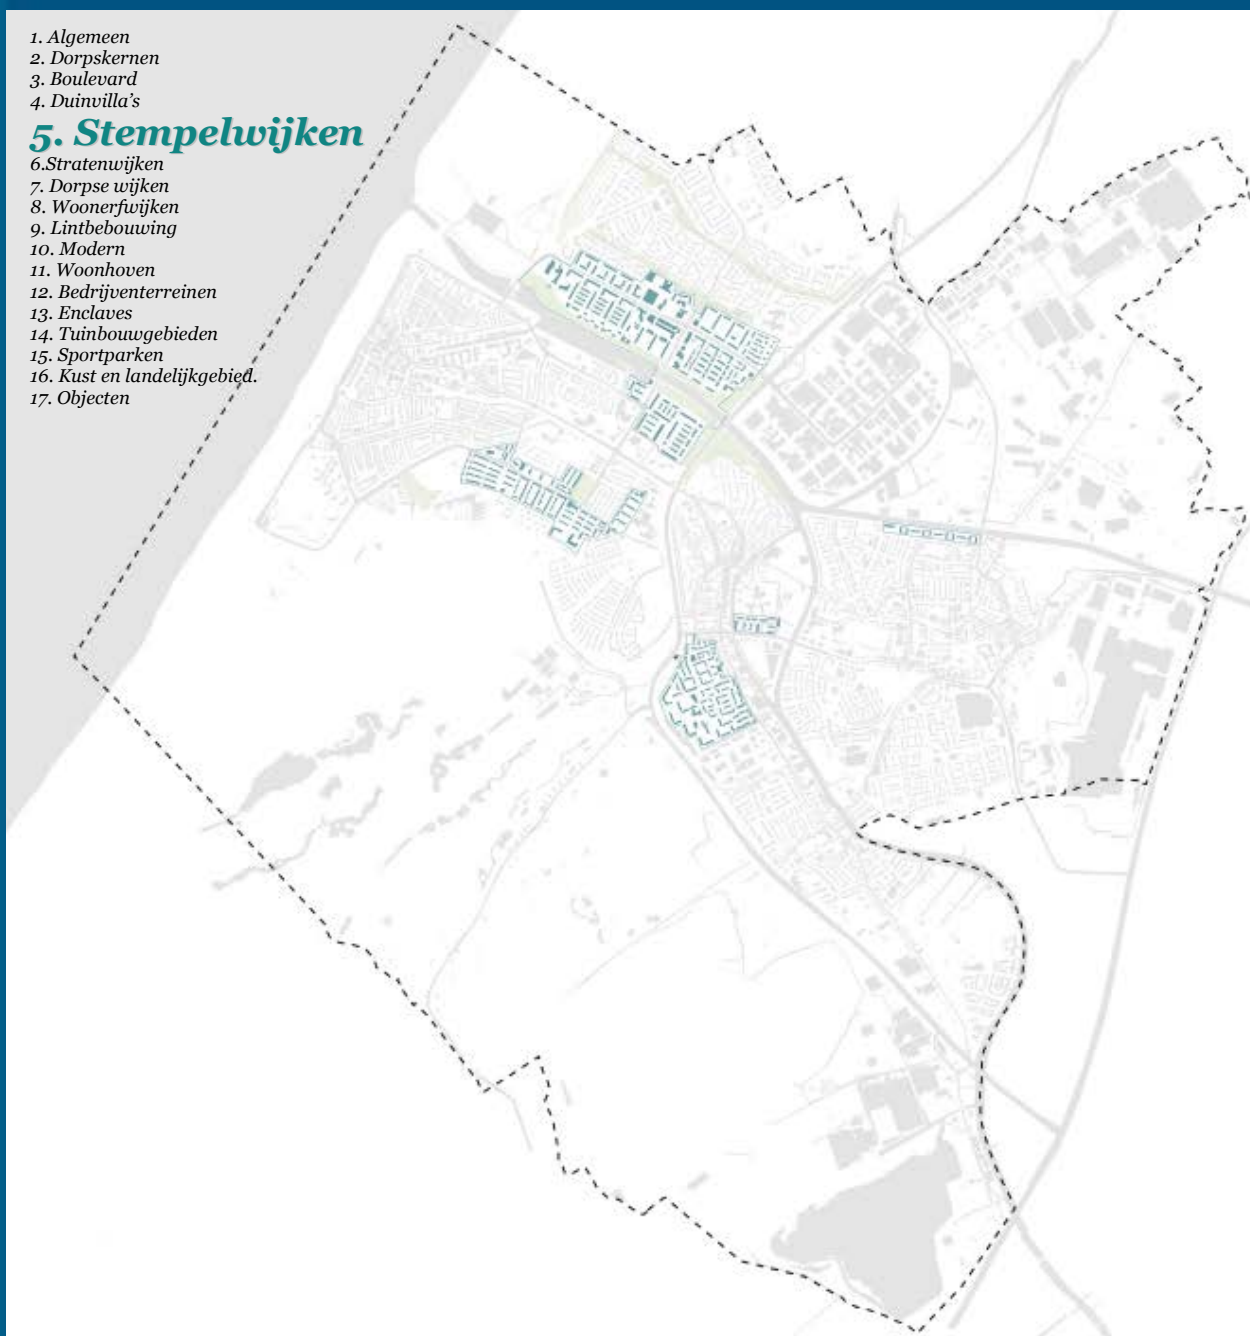 1. Algemeen
2. Dorpskernen
3. Boulevard
4. Duinvilla's
5. Stempelwijken
6.Stratenwijken
7. Dorpse wijken
8. Woonerfwijken
9. Lintbebouwing
10. Modern
11. Woonhoven
12. Bedrijventerreinen
13. Enclaves
14. Tuinbouwgebieden
15. Sportparken
16. Kust en landelijkgebied.
17. Objecten